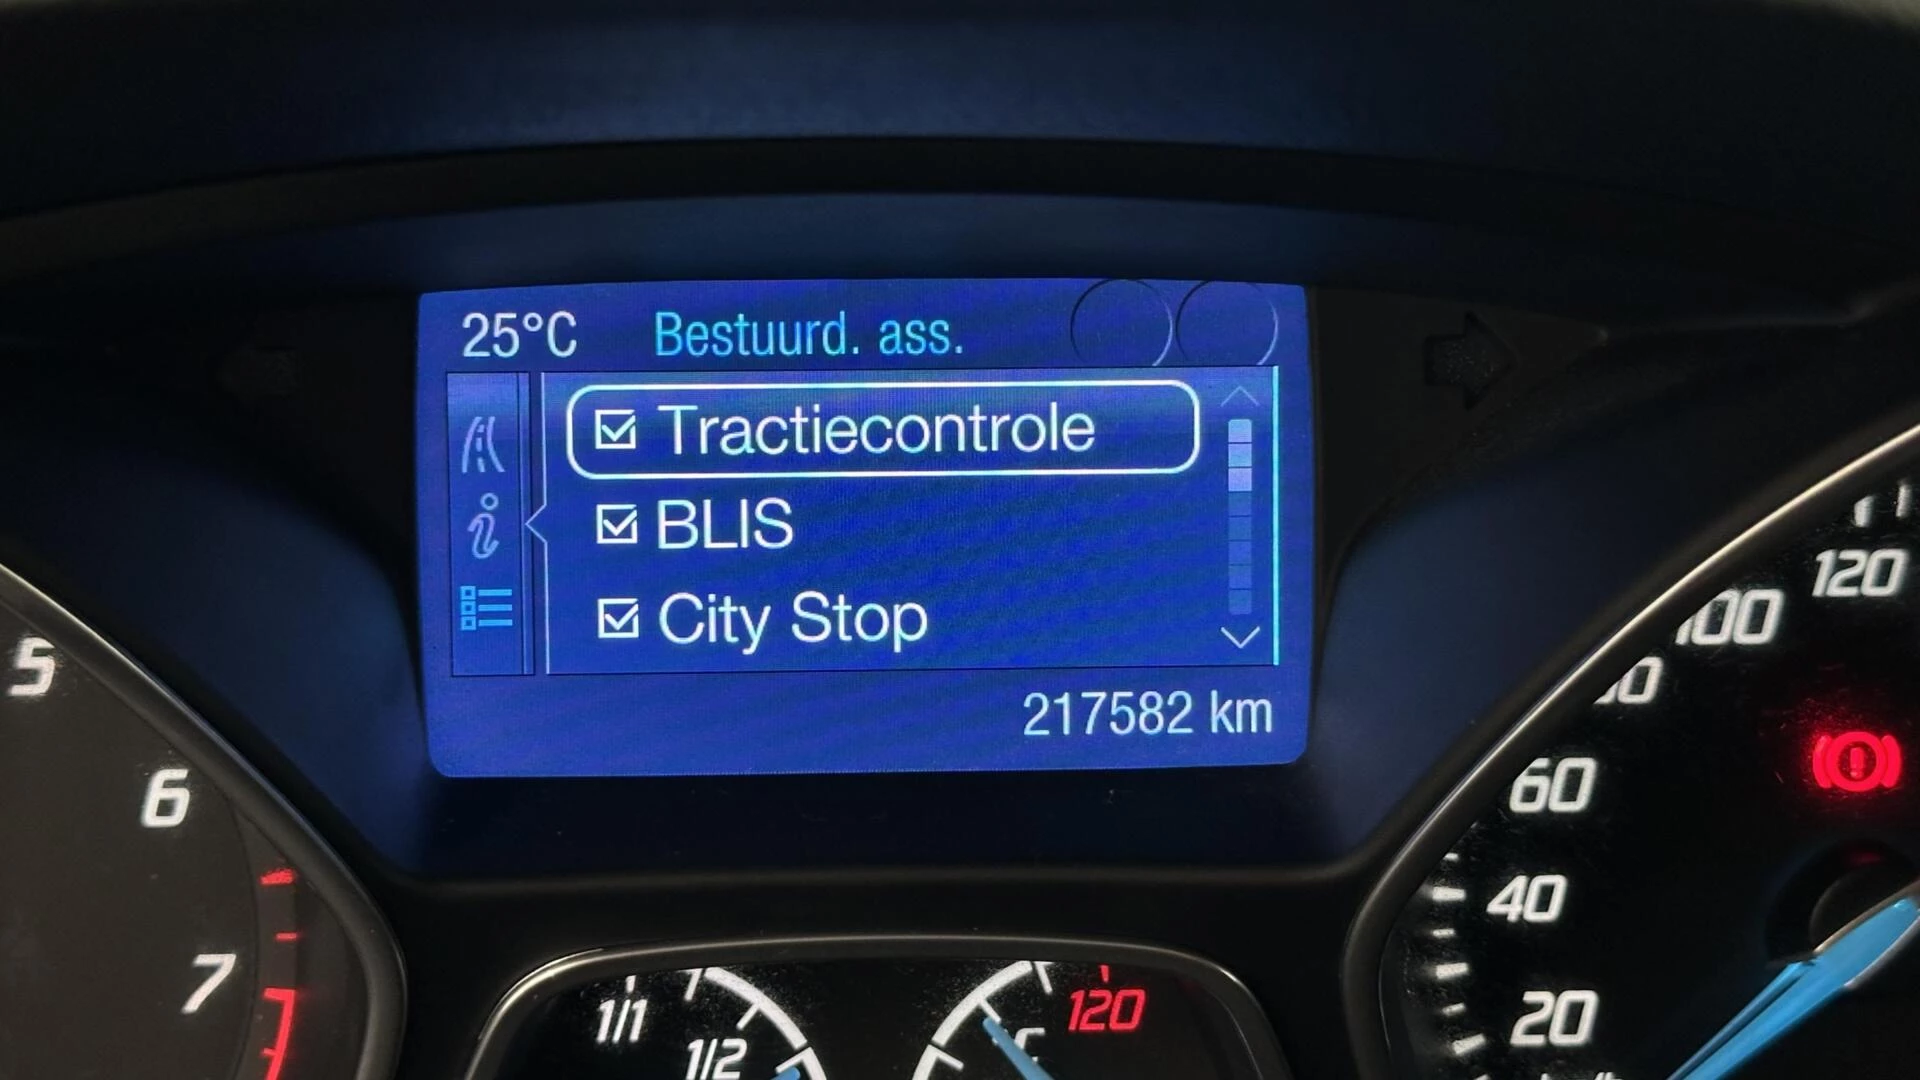 25°C Bestuurd. ass.
Tractiecontrole
BLIS
City Stop
217582 km
5
6
7
1/1
1/2
120
120
100
60
40
20